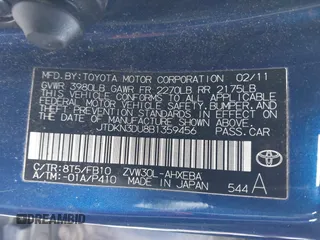 MFD. BY: TOYOTA MOTOR CORPORATION 02/11
GVWR 3980LB GAWR FR 2270LB RR 2175LB
THIS VEHICLE CONFORMS TO ALL APPLICABLE
FEDERAL MOTOR VEHICLE SAFETY, BUMPER, AND
THEFT PREVENTION STANDARDS IN EFFECT ON
THE DATE OF MANUFACTURE SHOWN ABOVE.
JTDKN3DU8B1359456 PASS. CAR
C/TR: 8T5/FB10 ZVW30L-AHXEBA
A/TM: -01A/P410 MADE IN JAPAN 544 A
TOYOTA
DREAMBID